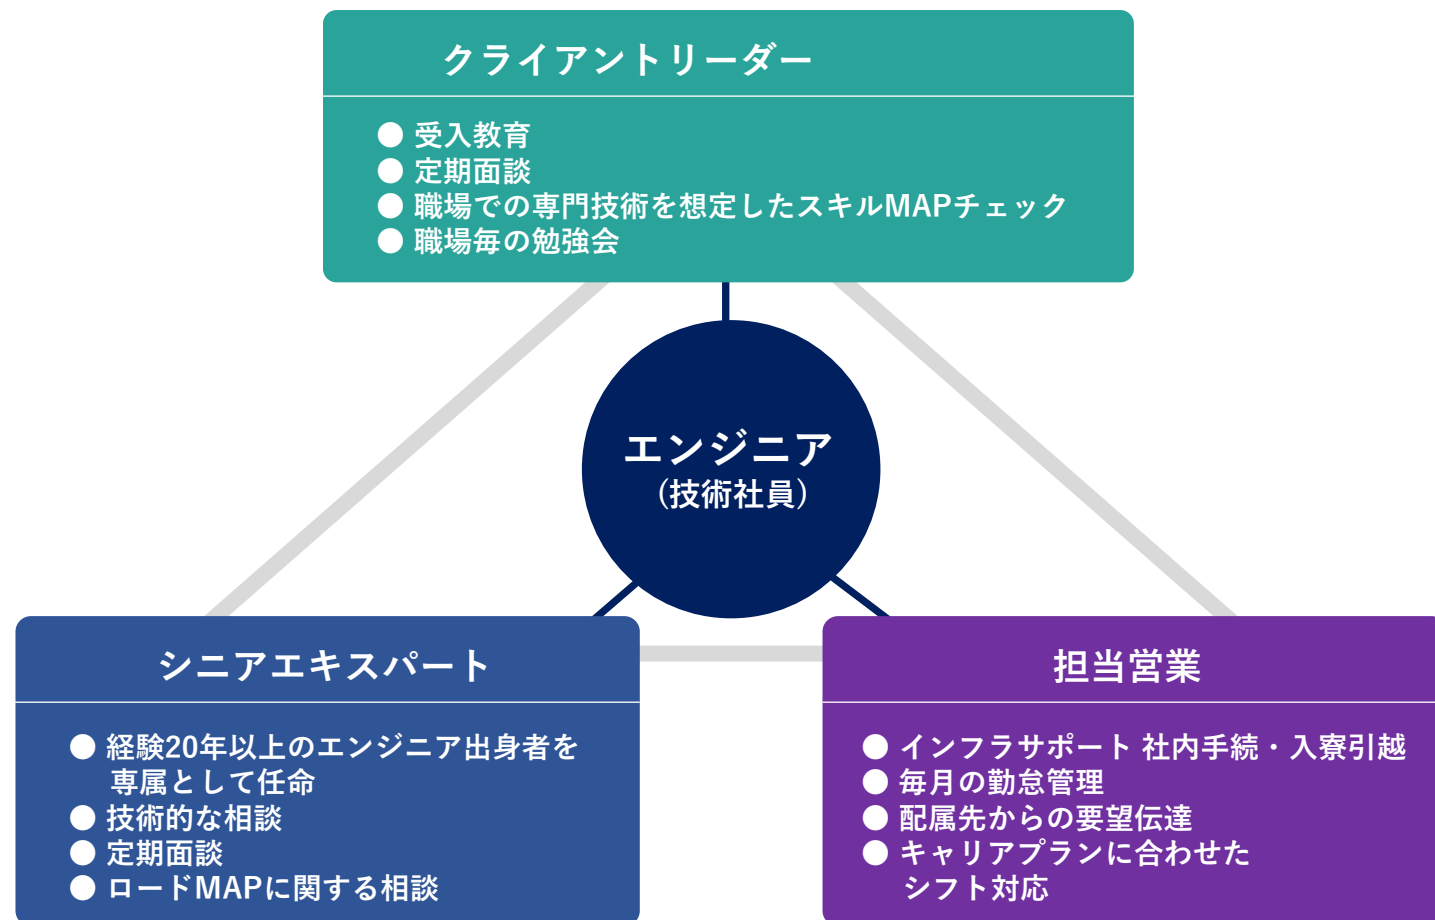 クライアントリーダー
● 受入教育
● 定期面談
● 職場での専門技術を想定したスキルMAPチェック
● 職場毎の勉強会
エンジニア
(技術社員)
シニアエキスパート
● 経験20年以上のエンジニア出身者を
専属として任命
● 技術的な相談
● 定期面談
● ロードMAPに関する相談
担当営業
● インフラサポート 社内手続・入寮引越
● 毎月の勤怠管理
● 配属先からの要望伝達
● キャリアプランに合わせた
シフト対応